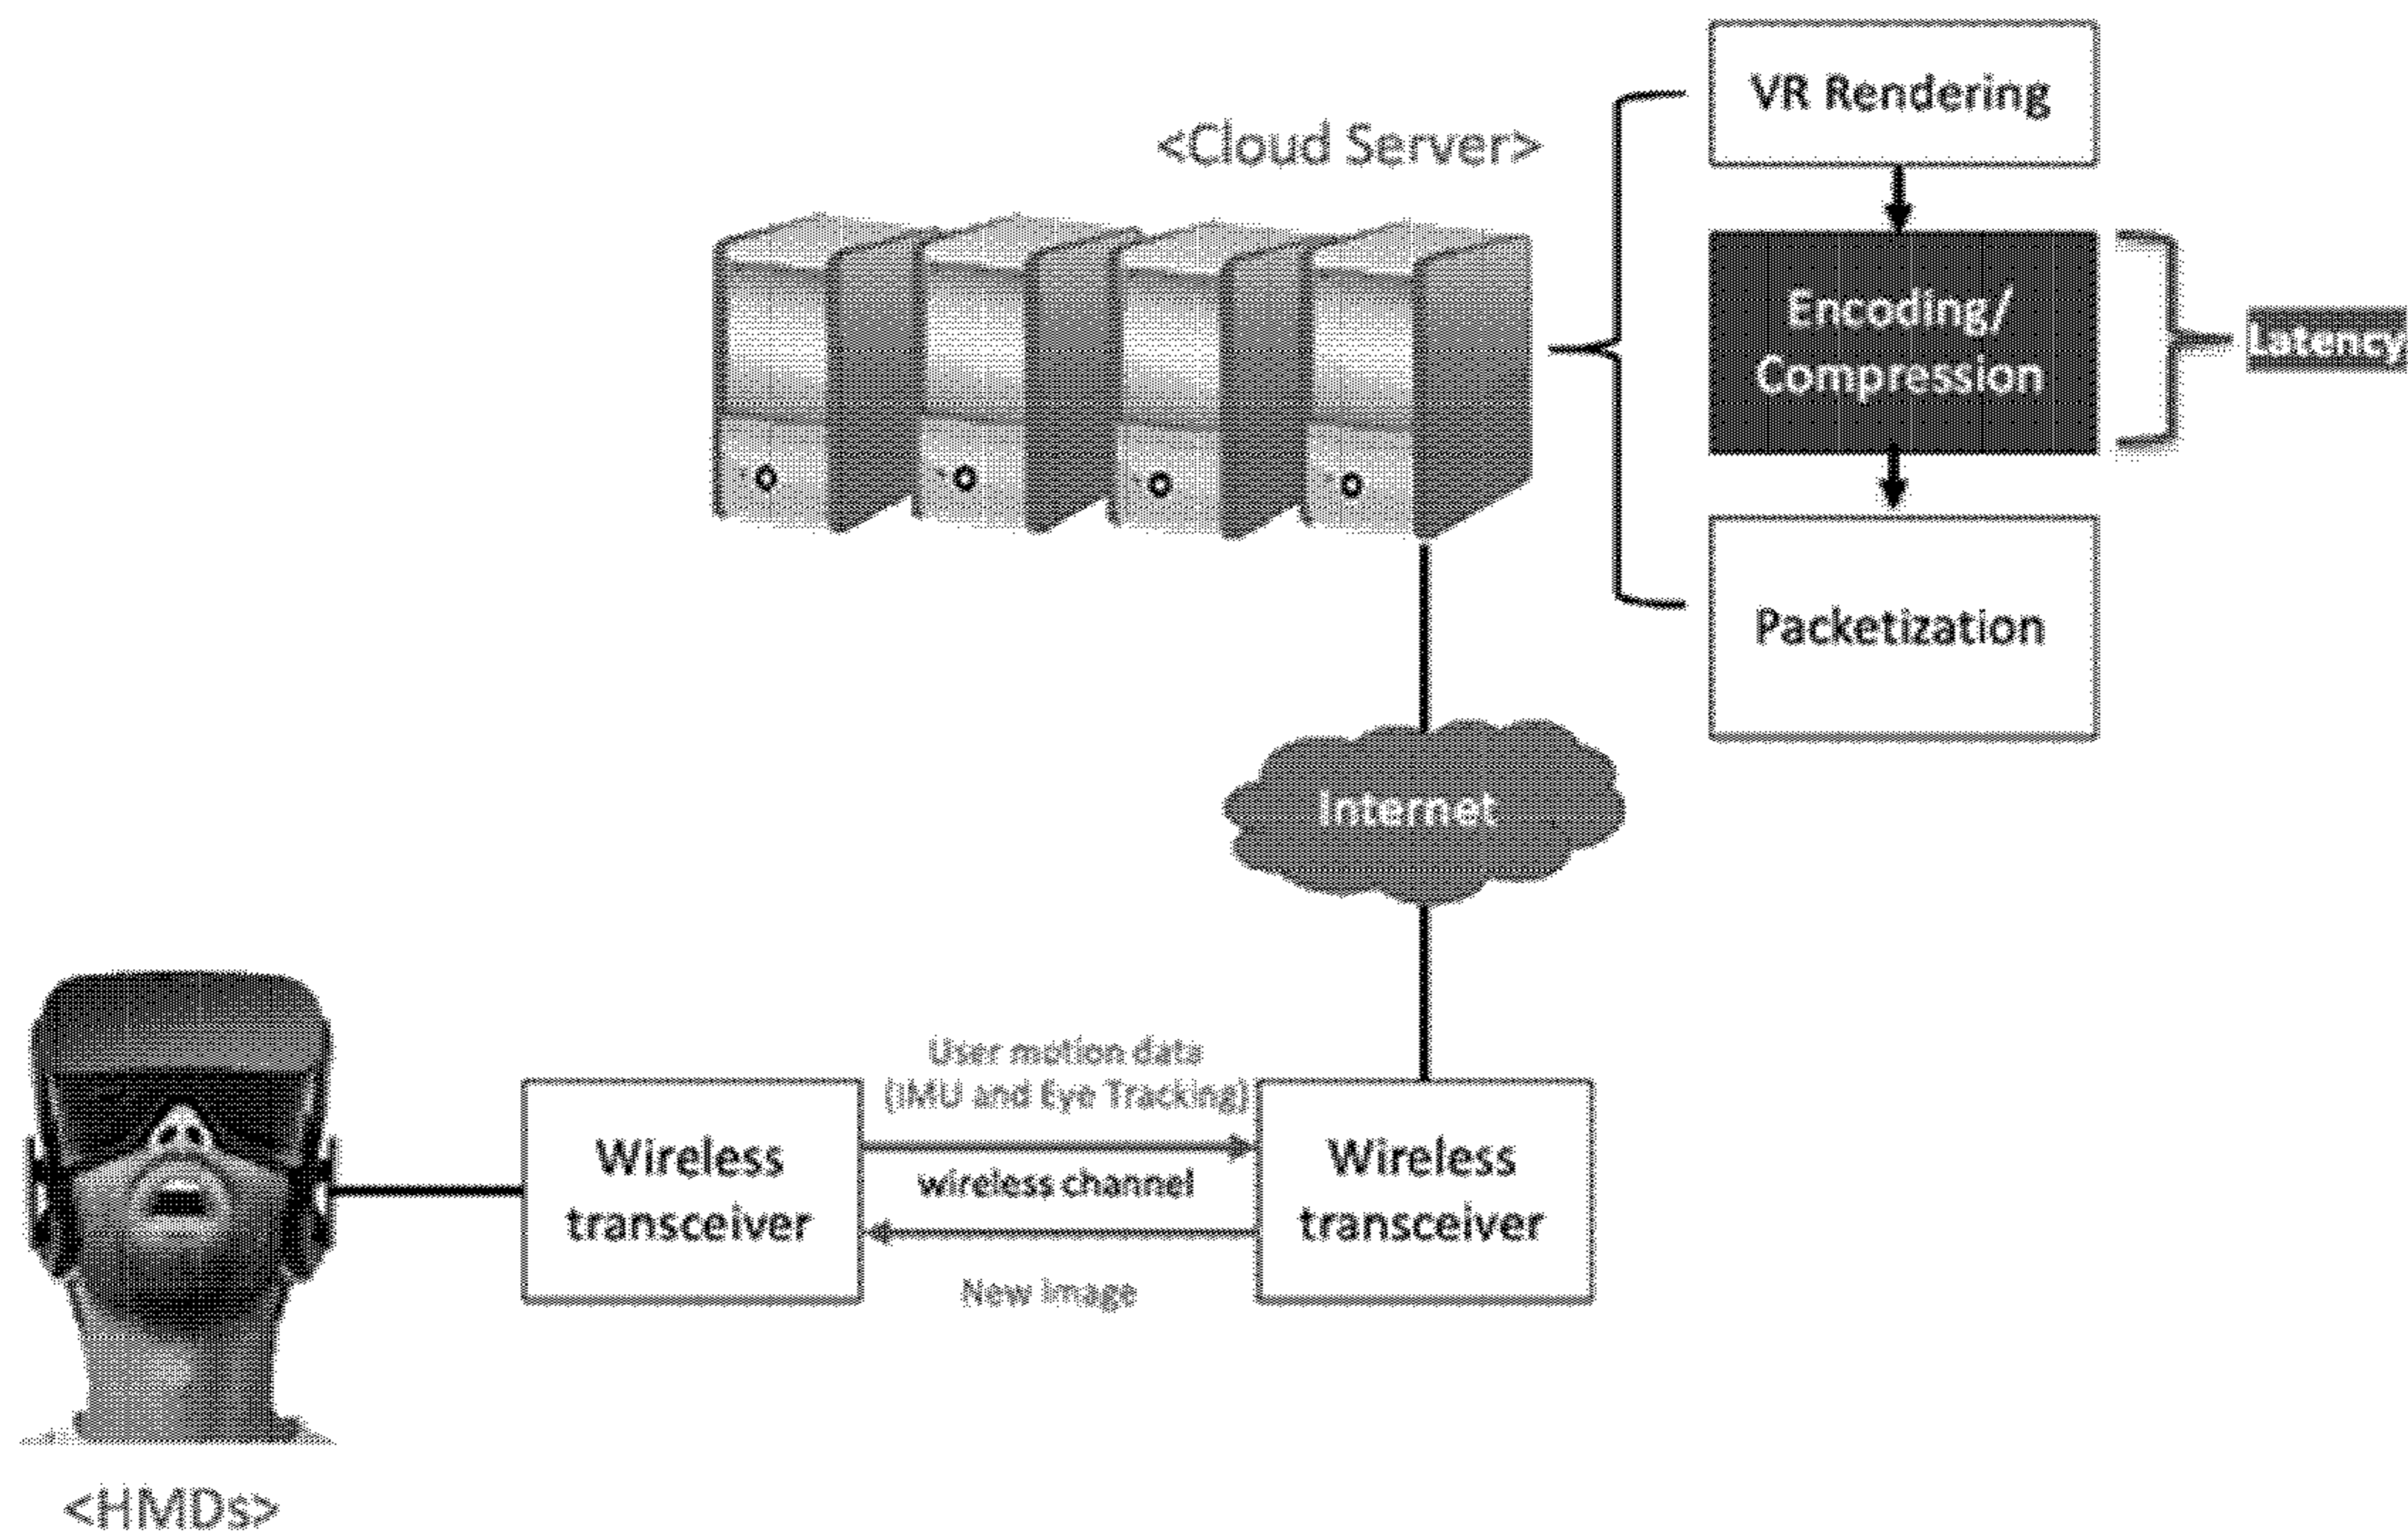 VR Rendering
<Cloud Server>
Encoding/
Compression
Latency
Packetization
Internet
User motion data
(IMU and Eye Tracking)
Wireless
transceiver
wireless channel
Wireless
transceiver
New image
<HMDs>